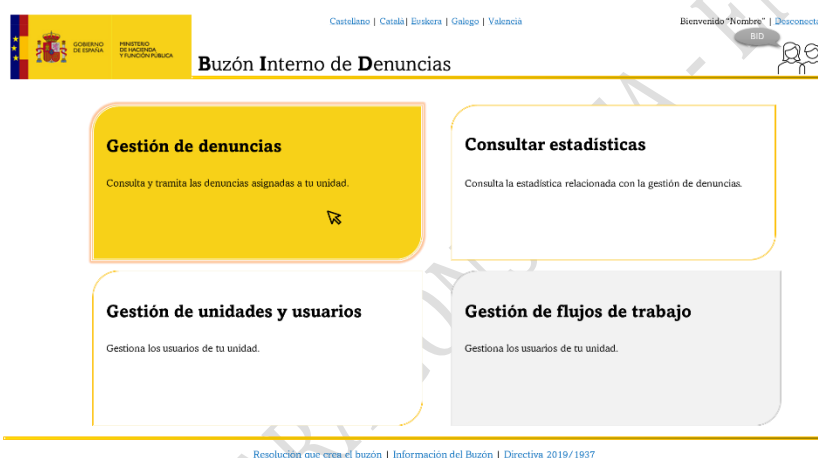 Castellano | Català| Euskera | Galego | Valencià
Bienvenido "Nombre" | Desconecta
BID
GOBIERNO DE ESPAÑA
MINISTERIO DE HACIENDA Y FUNCIÓN PÚBLICA
Buzón Interno de Denuncias
Gestión de denuncias
Consulta y tramita las denuncias asignadas a tu unidad.
Consultar estadísticas
Consulta la estadística relacionada con la gestión de denuncias.
Gestión de unidades y usuarios
Gestiona los usuarios de tu unidad.
Gestión de flujos de trabajo
Gestiona los usuarios de tu unidad.
Resolución que crea el buzón | Información del Buzón | Directiva 2019/1937